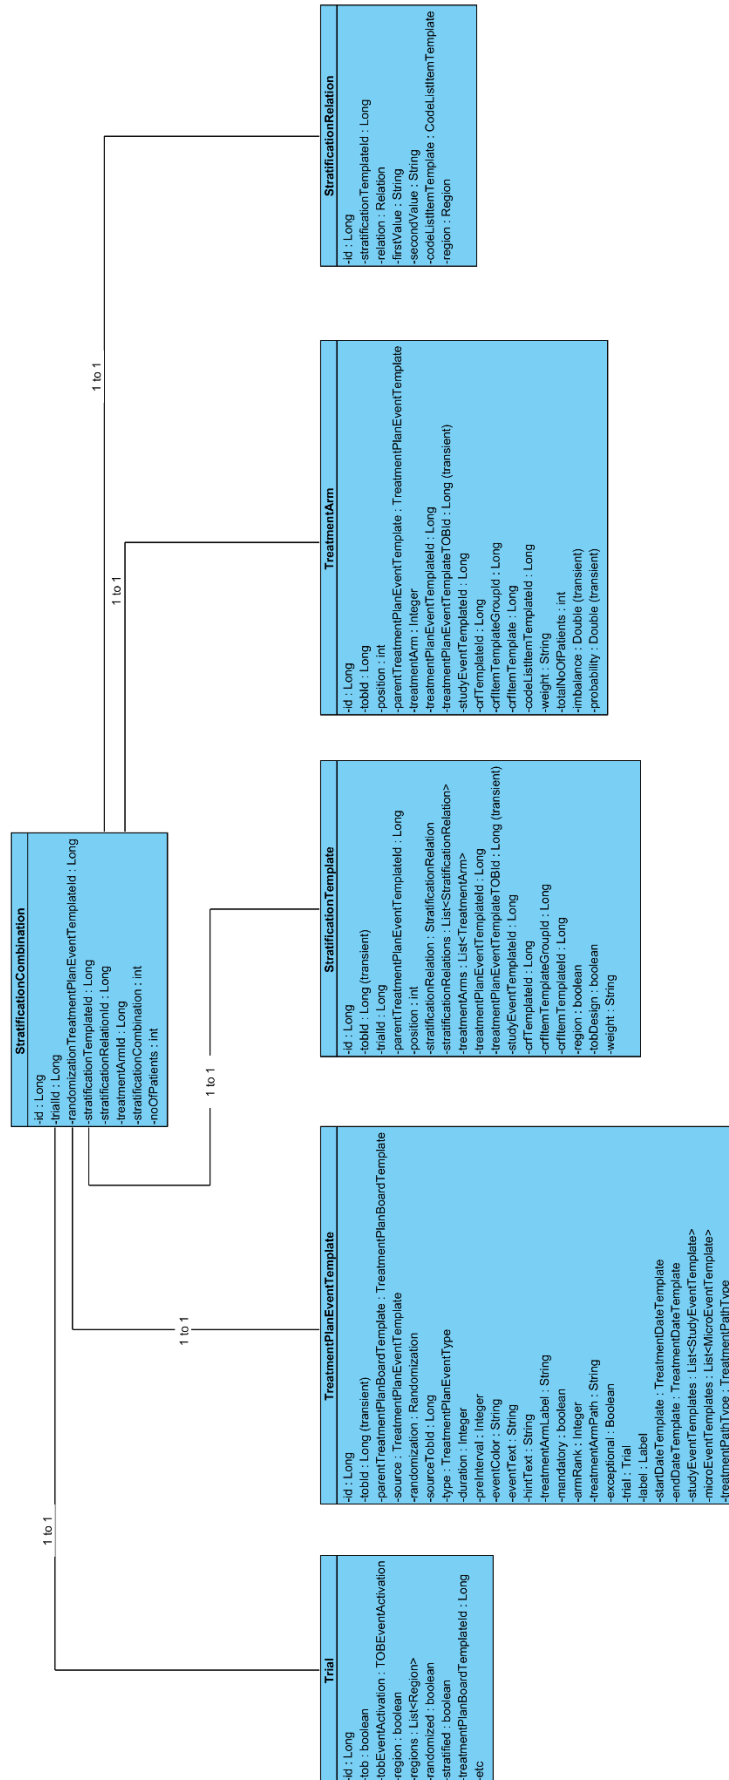 StratificationCombination
-id : Long
-trialId : Long
-randomizationTreatmentPlanEventTemplateId : Long
-stratificationTemplateId : Long
-stratificationRelationId : Long
-treatmentArmId : Long
-stratificationCombination : int
-noOfPatients : int
1 to 1
1 to 1
1 to 1
1 to 1
1 to 1
Trial
-id : Long
-tob : boolean
-tobEventActivation : TOBEventActivation
-region : boolean
-regions : List<Region>
-randomized : boolean
-stratified : boolean
-treatmentPlanBoardTemplateId : Long
-etc
TreatmentPlanEventTemplate
-id : Long
-tobId : Long (transient)
-parentTreatmentPlanBoardTemplate : TreatmentPlanBoardTemplate
-source : TreatmentPlanEventTemplate
-randomization : Randomization
-sourceTobId : Long
-type : TreatmentPlanEventType
-duration : Integer
-preInterval : Integer
-eventColor : String
-eventText : String
-hintText : String
-treatmentArmLabel : String
-mandatory : boolean
-armRank : Integer
-treatmentArmPath : String
-exceptional : Boolean
-trial : Trial
-label : Label
-startDateTemplate : TreatmentDateTemplate
-endDateTemplate : TreatmentDateTemplate
-studyEventTemplates : List<StudyEventTemplate>
-microEventTemplates : List<MicroEventTemplate>
-treatmentPathType : TreatmentPathType
StratificationTemplate
-id : Long
-tobId : Long (transient)
-trialId : Long
-parentTreatmentPlanEventTemplateId : Long
-position : int
-stratificationRelation : StratificationRelation
-stratificationRelations : List<StratificationRelation>
-treatmentArms : List<TreatmentArm>
-treatmentPlanEventTemplateId : Long
-treatmentPlanEventTemplateTOBId : Long (transient)
-studyEventTemplateId : Long
-crfTemplateId : Long
-crfItemTemplateGroupId : Long
-crfItemTemplateId : Long
-region : boolean
-tobDesign : boolean
-weight : String
TreatmentArm
-id : Long
-tobId : Long
-position : int
-parentTreatmentPlanEventTemplate : TreatmentPlanEventTemplate
-treatmentArm : Integer
-treatmentPlanEventTemplateId : Long
-treatmentPlanEventTemplateTOBId : Long (transient)
-studyEventTemplateId : Long
-crfTemplateId : Long
-crfItemTemplateGroupId : Long
-crfItemTemplate : Long
-codeListItemTemplateId : Long
-weight : String
-totalNoOfPatients : int
-imbalance : Double (transient)
-probability : Double (transient)
StratificationRelation
-id : Long
-stratificationTemplateId : Long
-relation : Relation
-firstValue : String
-secondValue : String
-codeListItemTemplate : CodeListItemTemplate
-region : Region